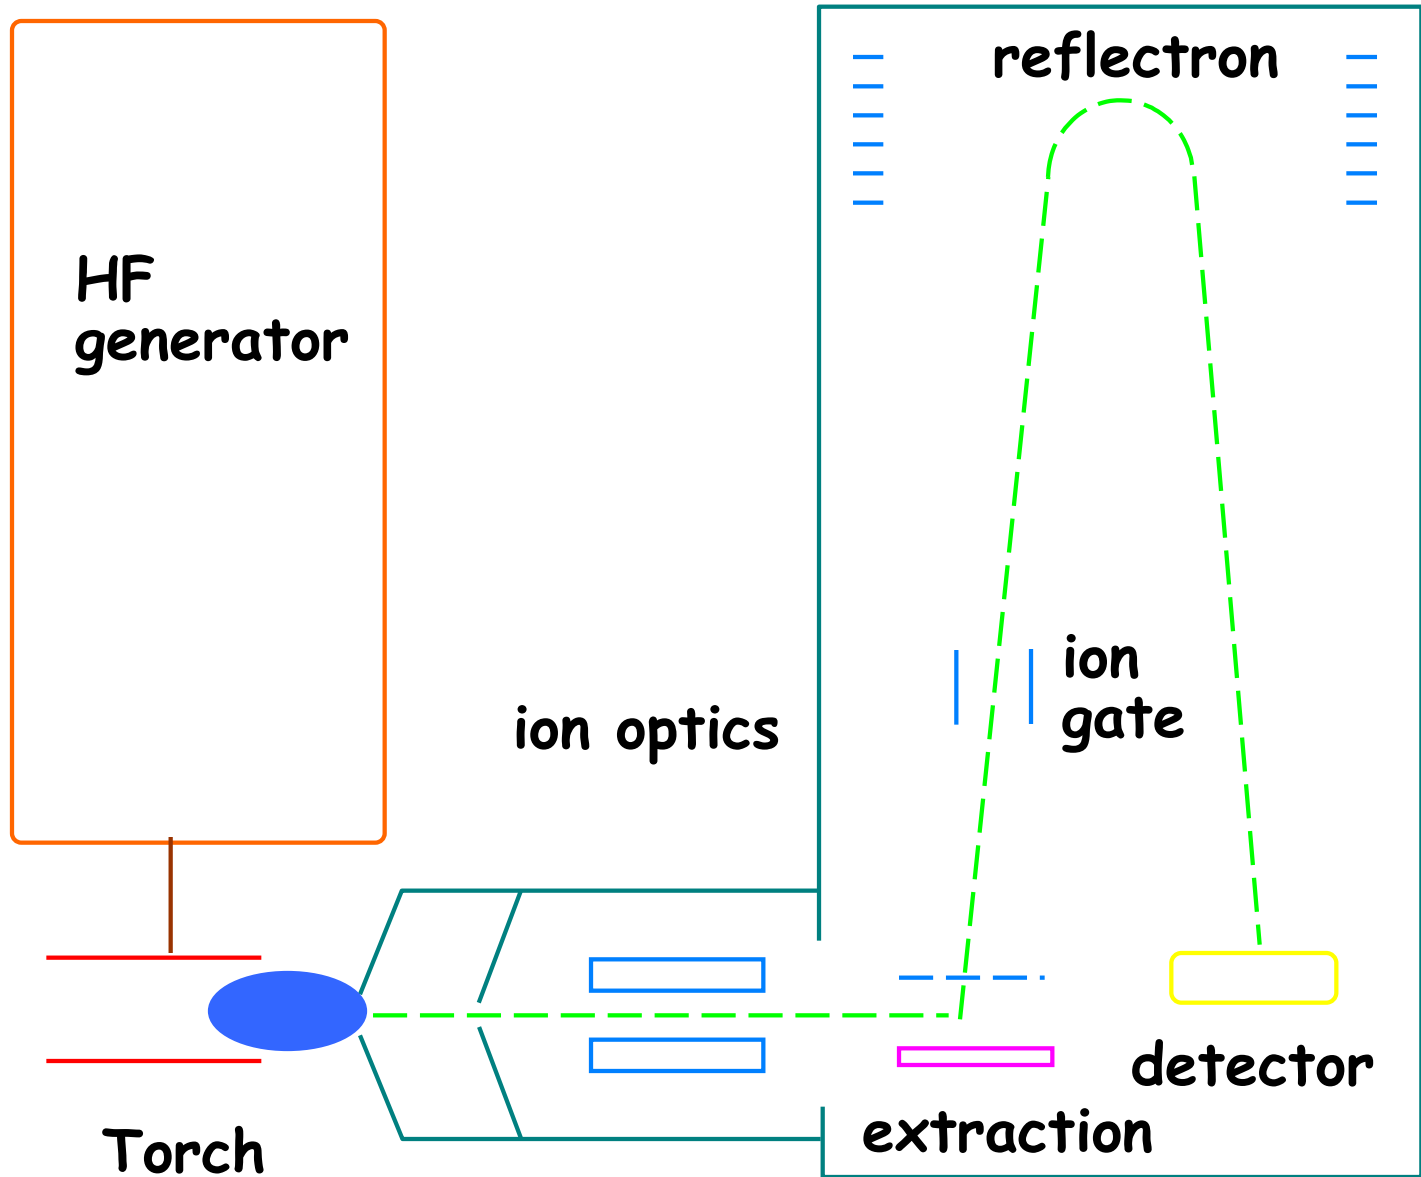 reflectron
HF
generator
ion
gate
ion optics
detector
extraction
Torch